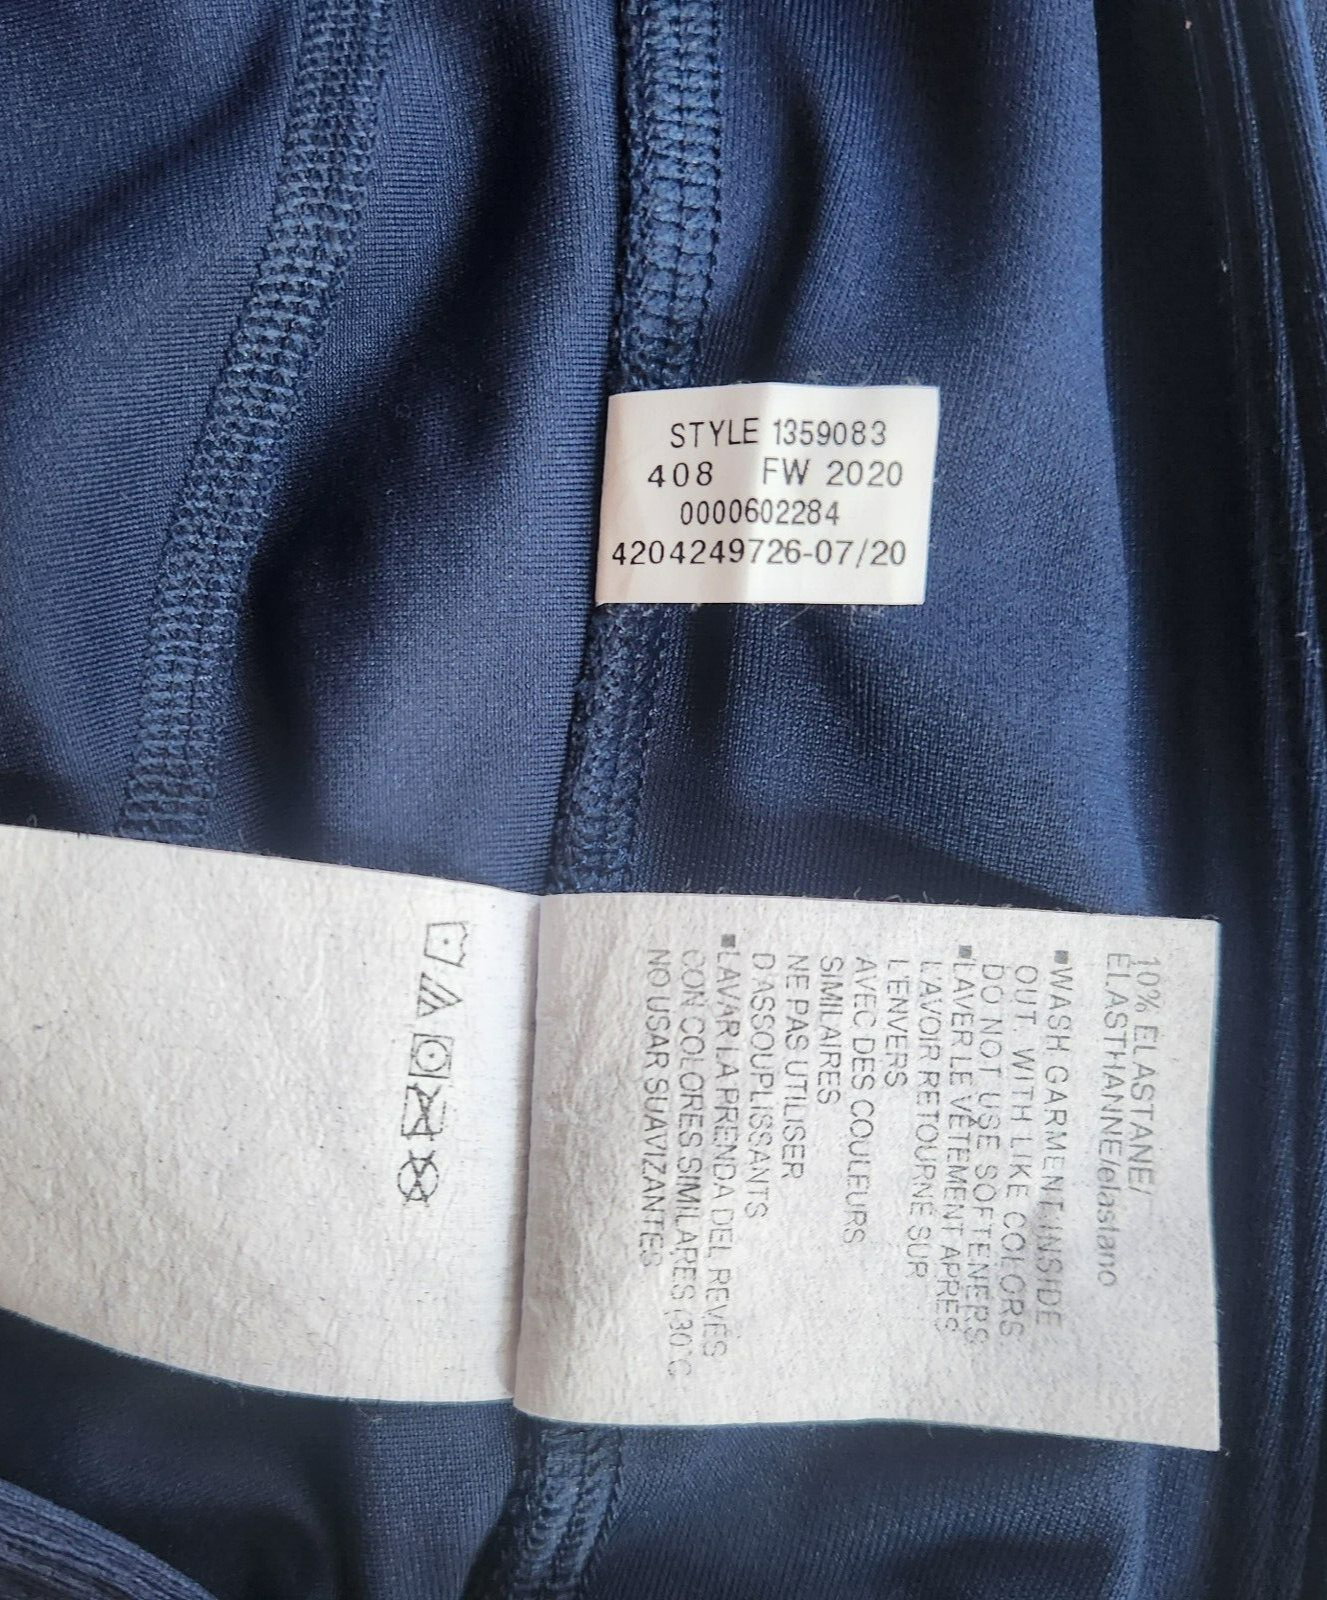 STYLE 1359083
408 FW 2020
0000602284
4204249726-07/20
10% ELASTANE/
ELASTHANNE/elastano
■WASH GARMENT INSIDE
OUT. WITH LIKE COLORS
DO NOT USE SOFTENERS
■LAVER LE VÊTEMENT APRÈS
L'AVOIR RETOURNÉ SUR
L'ENVERS
AVEC DES COULEURS
SIMILAIRES
NE PAS UTILISER
D'ASSOUPLISSANTS
■LAVAR LA PRENDA DEL REVÉS
CON COLORES SIMILARES (30°C
NO USAR SUAVIZANTES